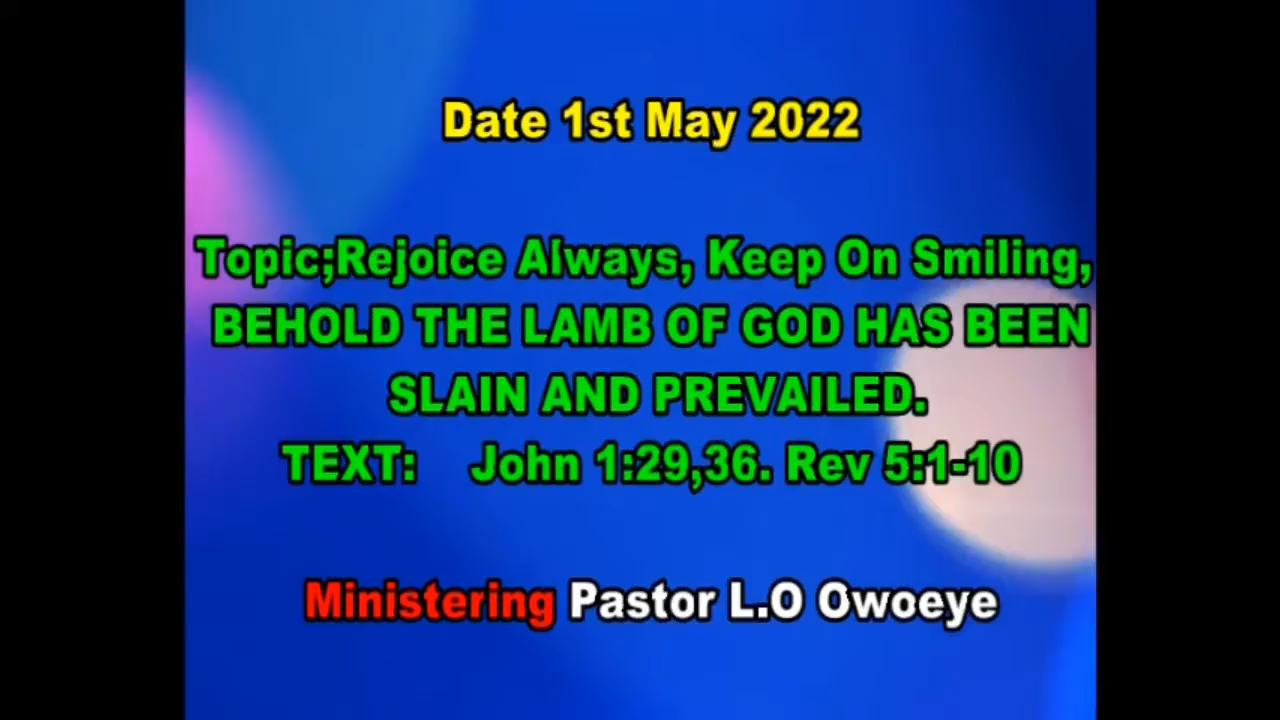 Date 1st May 2022
Topic;Rejoice Always, Keep On Smiling,
BEHOLD THE LAMB OF GOD HAS BEEN
SLAIN AND PREVAILED.
TEXT: John 1:29,36. Rev 5:1-10
Ministering Pastor L.O Owoeye